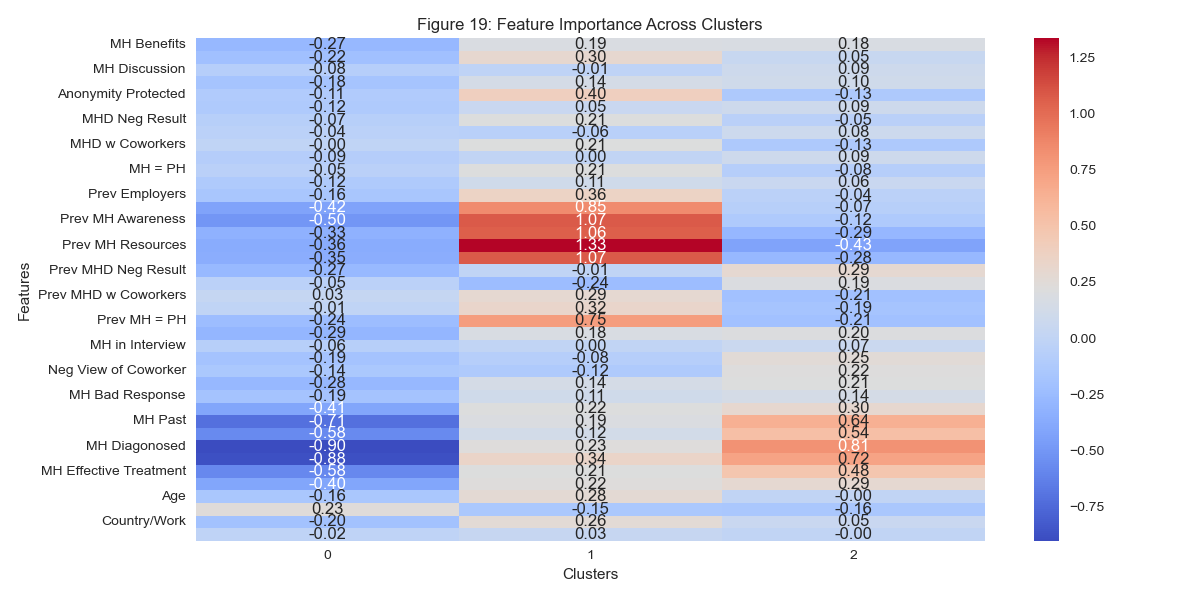 Figure 19: Feature Importance Across Clusters
MH Benefits -0.27 0.19 0.18
-0.22 0.30 0.05
MH Discussion -0.08 -0.01 0.09
-0.18 0.14 0.10
Anonymity Protected -0.11 0.40 -0.13
-0.12 0.05 0.09
MHD Neg Result -0.07 0.21 -0.05
-0.04 -0.06 0.08
MHD w Coworkers -0.00 0.21 -0.13
-0.09 0.00 0.09
MH = PH -0.05 0.21 -0.08
-0.12 0.11 0.06
Prev Employers -0.16 0.36 -0.04
-0.42 0.85 -0.07
Prev MH Awareness -0.50 1.07 -0.12
-0.33 1.06 -0.29
Prev MH Resources -0.36 1.33 -0.43
-0.35 1.07 -0.28
Prev MHD Neg Result -0.27 -0.01 0.29
-0.05 -0.24 0.19
Prev MHD w Coworkers 0.03 0.29 -0.21
-0.01 0.32 -0.19
Prev MH = PH -0.24 0.75 -0.21
-0.29 0.18 0.20
MH in Interview -0.06 0.00 0.07
-0.19 -0.08 0.25
Neg View of Coworker -0.14 -0.12 0.22
-0.28 0.14 0.21
MH Bad Response -0.19 0.11 0.14
-0.41 0.22 0.30
MH Past -0.71 0.19 0.64
-0.58 0.12 0.54
MH Diagonosed -0.90 0.23 0.81
-0.88 0.34 0.72
MH Effective Treatment -0.58 0.21 0.48
-0.40 0.22 0.29
Age -0.16 0.28 -0.00
0.23 -0.15 -0.16
Country/Work -0.20 0.26 0.05
-0.02 0.03 -0.00
0 1 2
Clusters
Features
1.25
1.00
0.75
0.50
0.25
0.00
−0.25
−0.50
−0.75